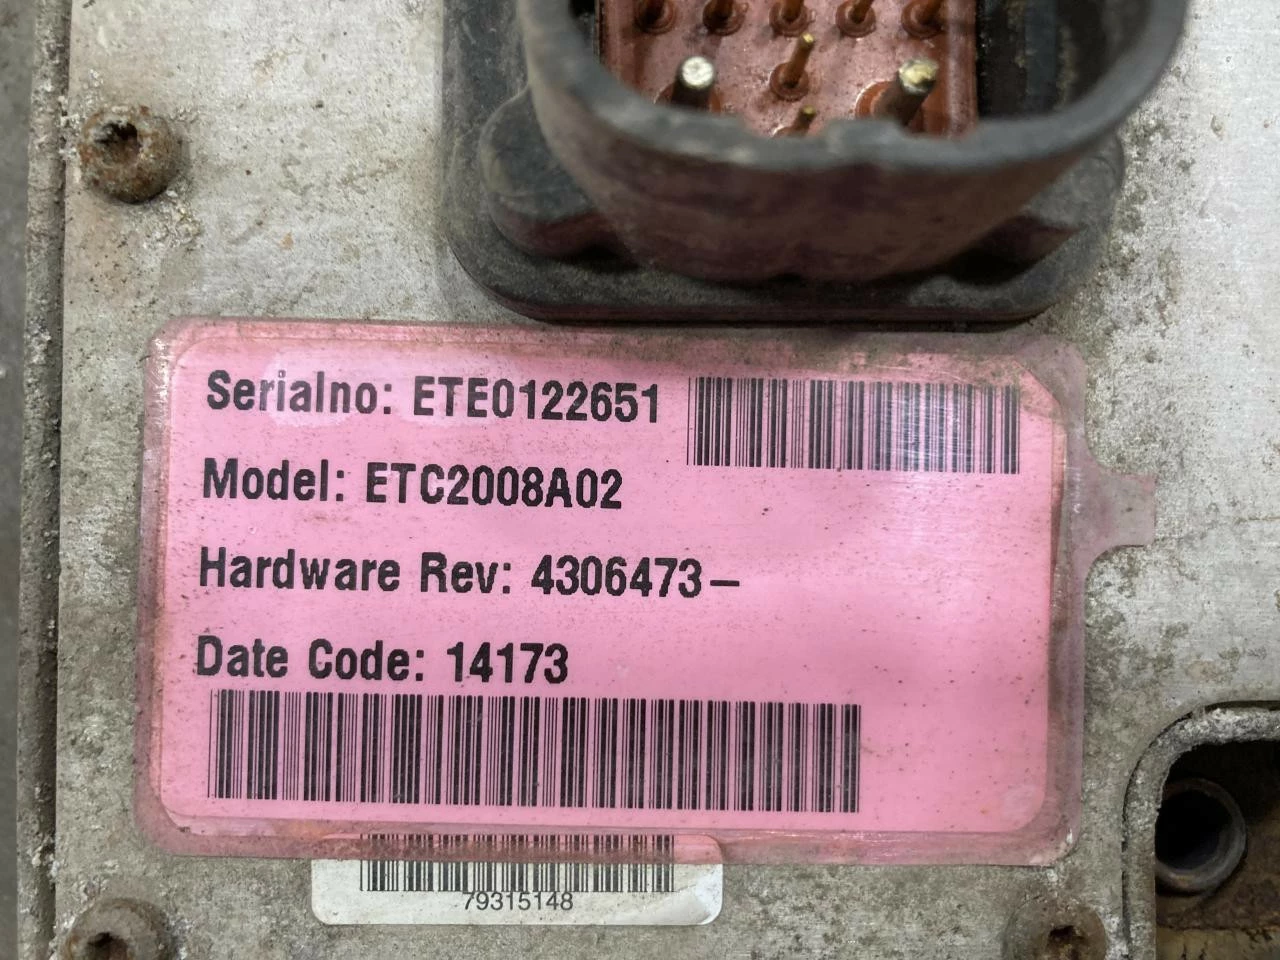 Serialno: ETE0122651
Model: ETC2008A02
Hardware Rev: 4306473–
Date Code: 14173
79315148